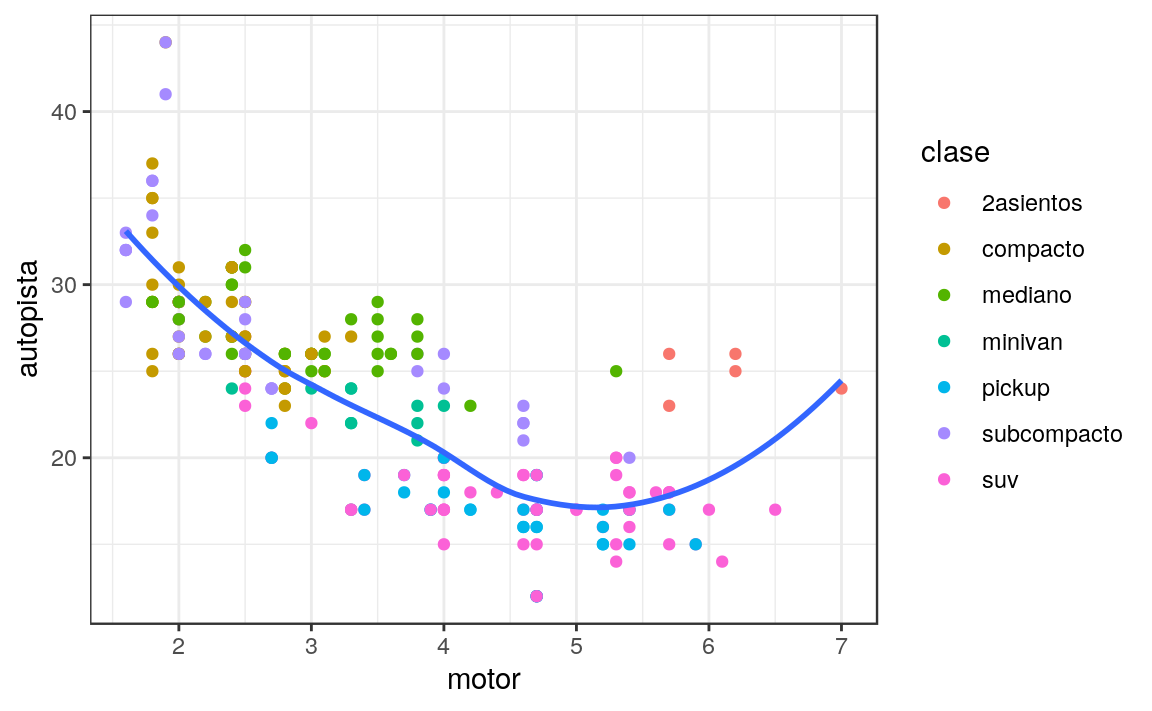 40
30
20
autopista
2 3 4 5 6 7
motor
clase
2asientos
compacto
mediano
minivan
pickup
subcompacto
suv